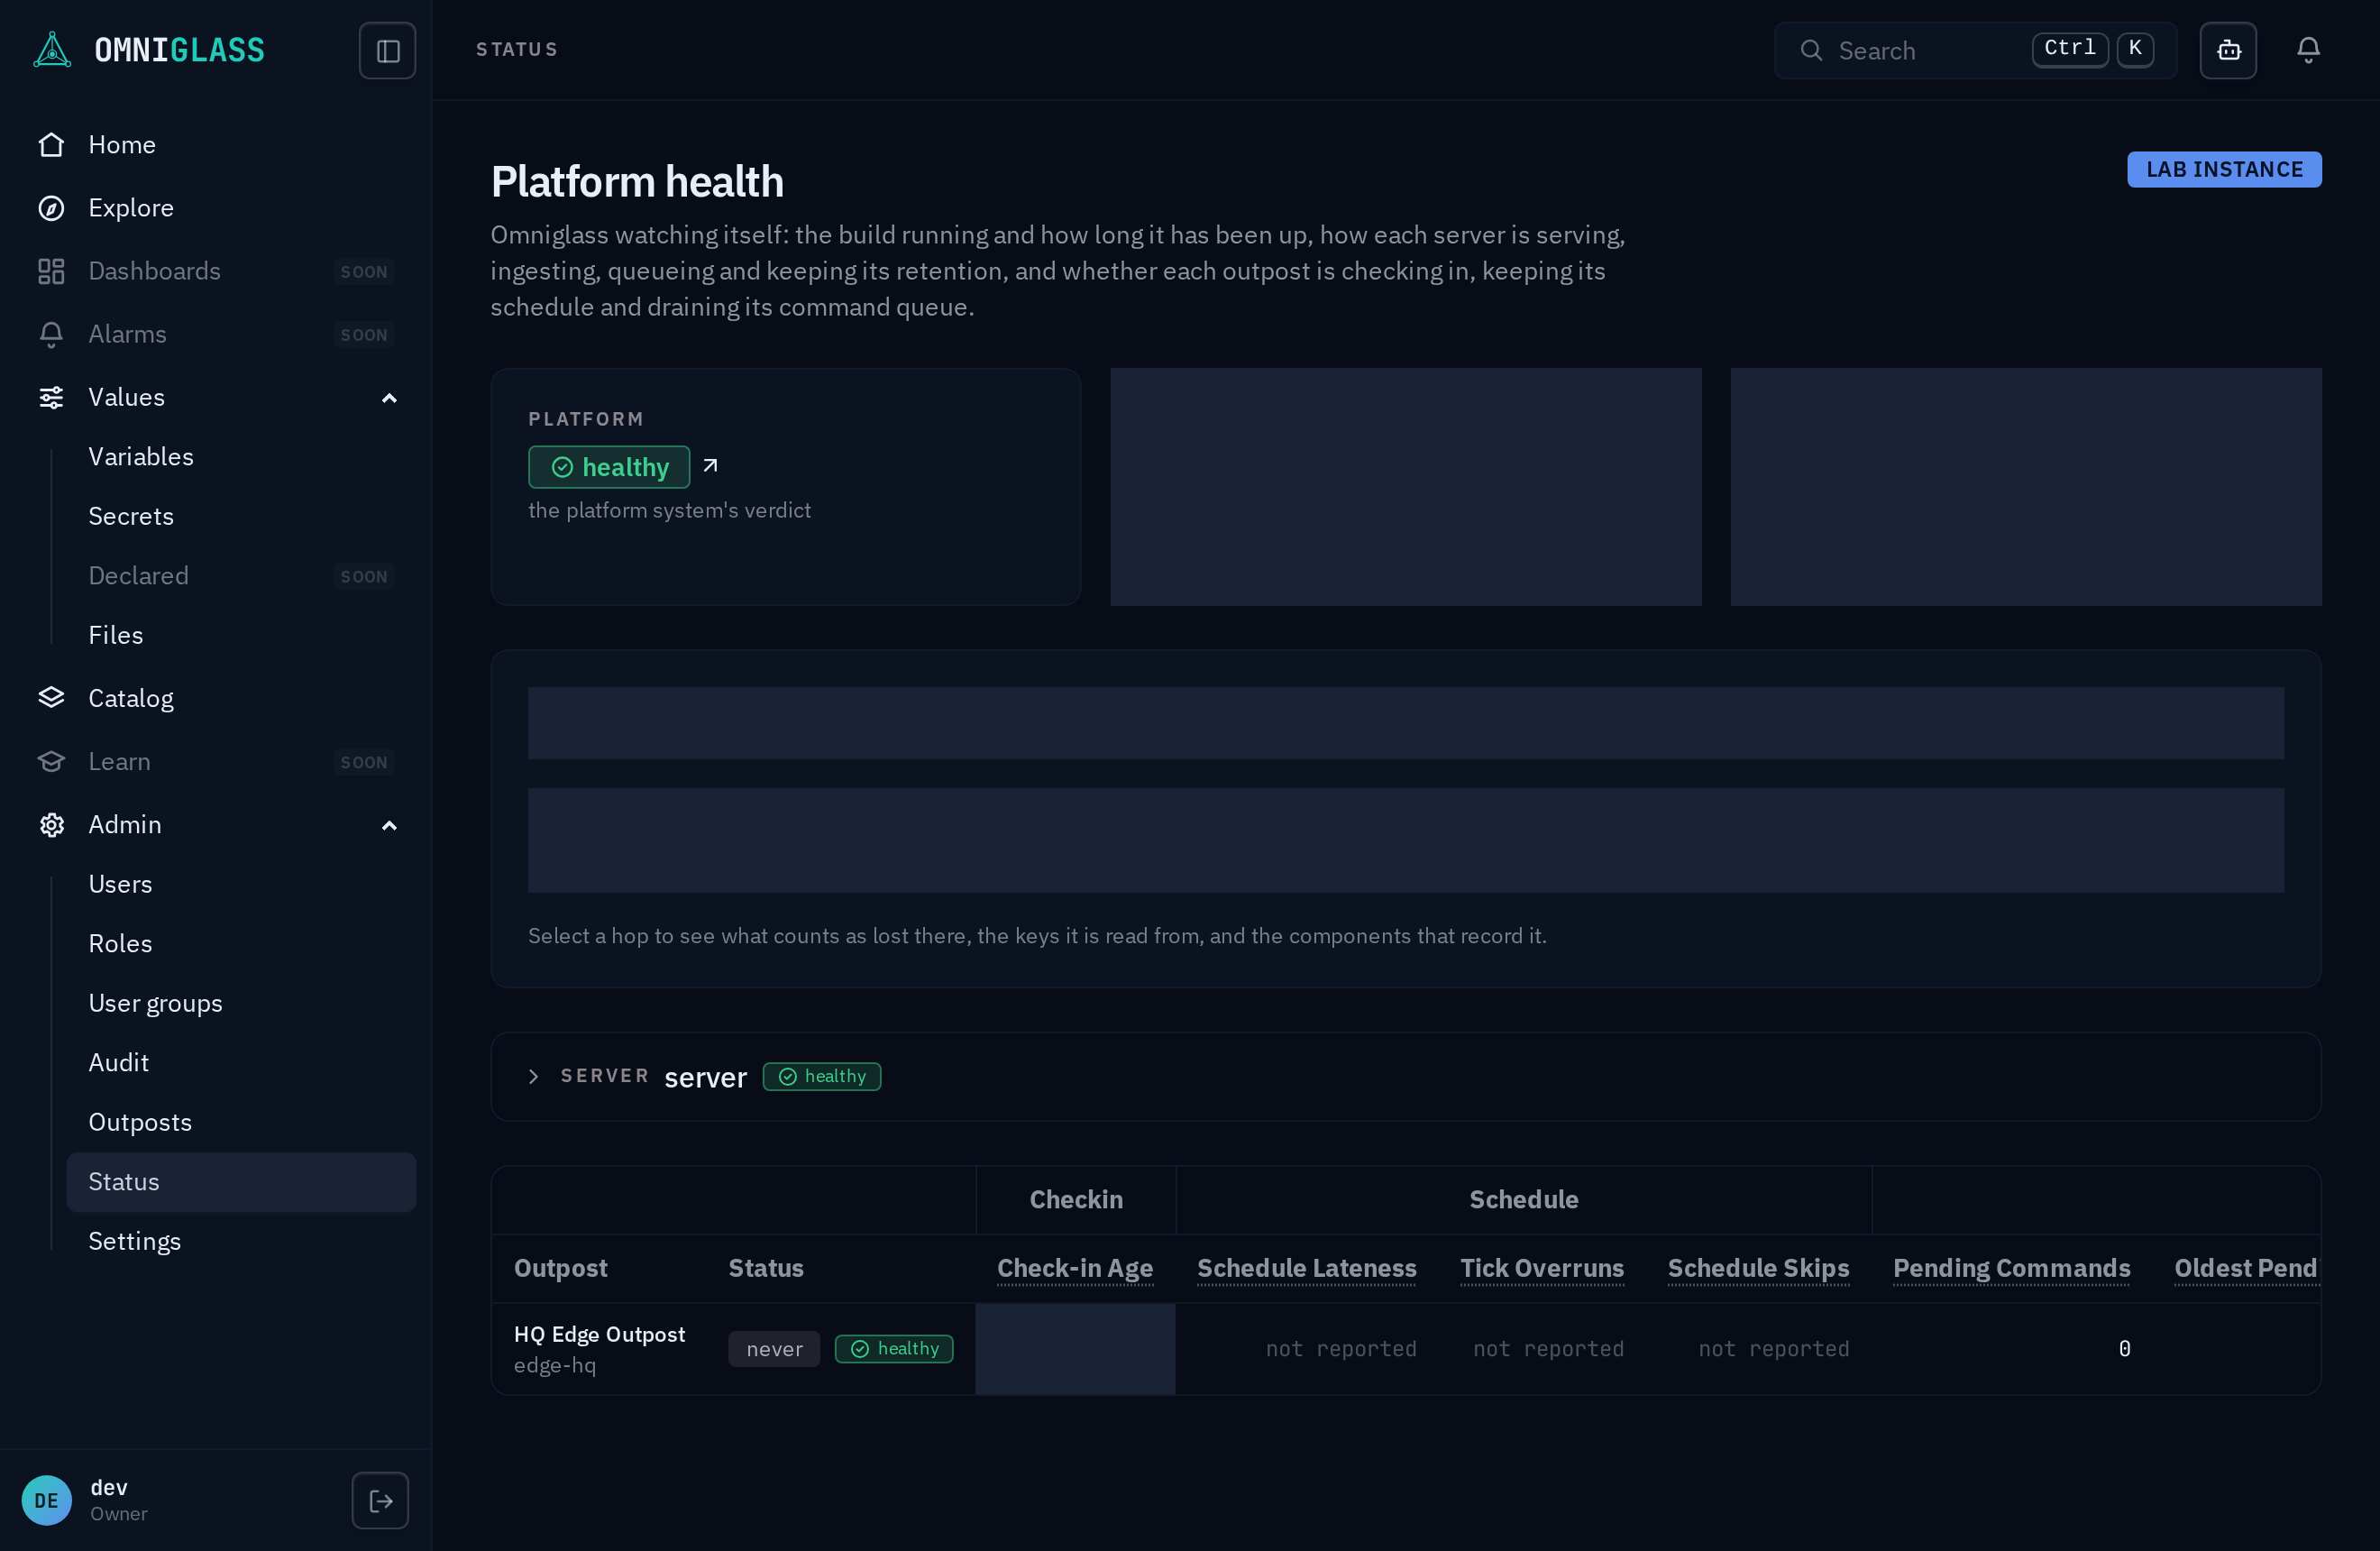 OMNIGLASS
STATUS
Search
Ctrl
K
Home
Explore
Dashboards
SOON
Alarms
SOON
Values
Variables
Secrets
Declared
SOON
Files
Catalog
Learn
SOON
Admin
Users
Roles
User groups
Audit
Outposts
Status
Settings
DE
dev
Owner
Platform health
LAB INSTANCE
Omniglass watching itself: the build running and how long it has been up, how each server is serving,
ingesting, queueing and keeping its retention, and whether each outpost is checking in, keeping its
schedule and draining its command queue.
PLATFORM
healthy
the platform system's verdict
Select a hop to see what counts as lost there, the keys it is read from, and the components that record it.
SERVER server healthy
Checkin Schedule
Outpost Status Check-in Age Schedule Lateness Tick Overruns Schedule Skips Pending Commands Oldest Pend
HQ Edge Outpost
edge-hq
never healthy not reported not reported not reported 0